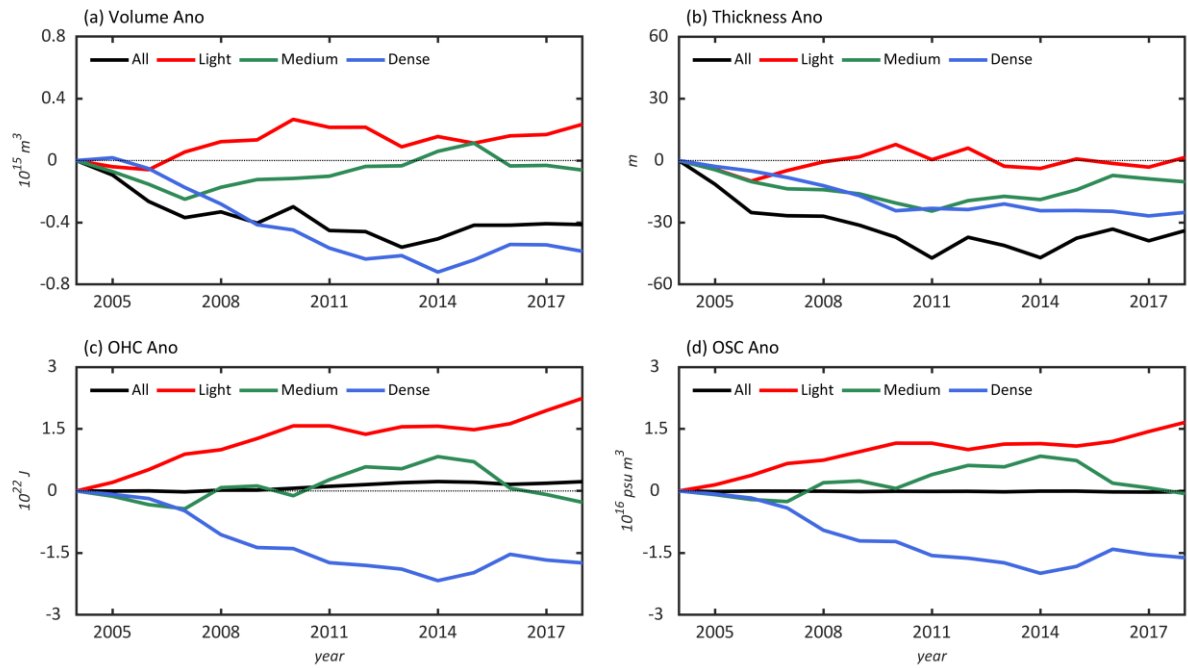 (a) Volume Ano
0.8
0.4
0
-0.4
-0.8
10^15 m^3
All Light Medium Dense
2005 2008 2011 2014 2017
(b) Thickness Ano
60
30
0
-30
-60
m
All Light Medium Dense
2005 2008 2011 2014 2017
(c) OHC Ano
3
1.5
0
-1.5
-3
10^22 J
All Light Medium Dense
2005 2008 2011 2014 2017
year
(d) OSC Ano
3
1.5
0
-1.5
-3
10^16 psu m^3
All Light Medium Dense
2005 2008 2011 2014 2017
year